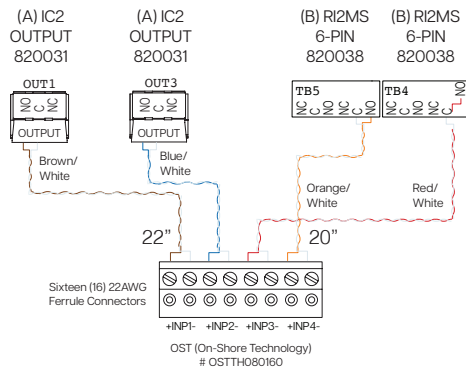 (A) IC2 (A) IC2 (B) RI2MS (B) RI2MS
OUTPUT OUTPUT 6-PIN 6-PIN
820031 820031 820038 820038
OUT1 OUT3
NO C NC NO C NC
OUTPUT OUTPUT
TB5 TB4
NC C NO NC C NO NC C NO NC C NO
Brown/
White
Blue/
White
Orange/
White
Red/
White
22" 20"
Sixteen (16) 22AWG
Ferrule Connectors
+INP1- +INP2- +INP3- +INP4-
OST (On-Shore Technology)
# OSTTH080160